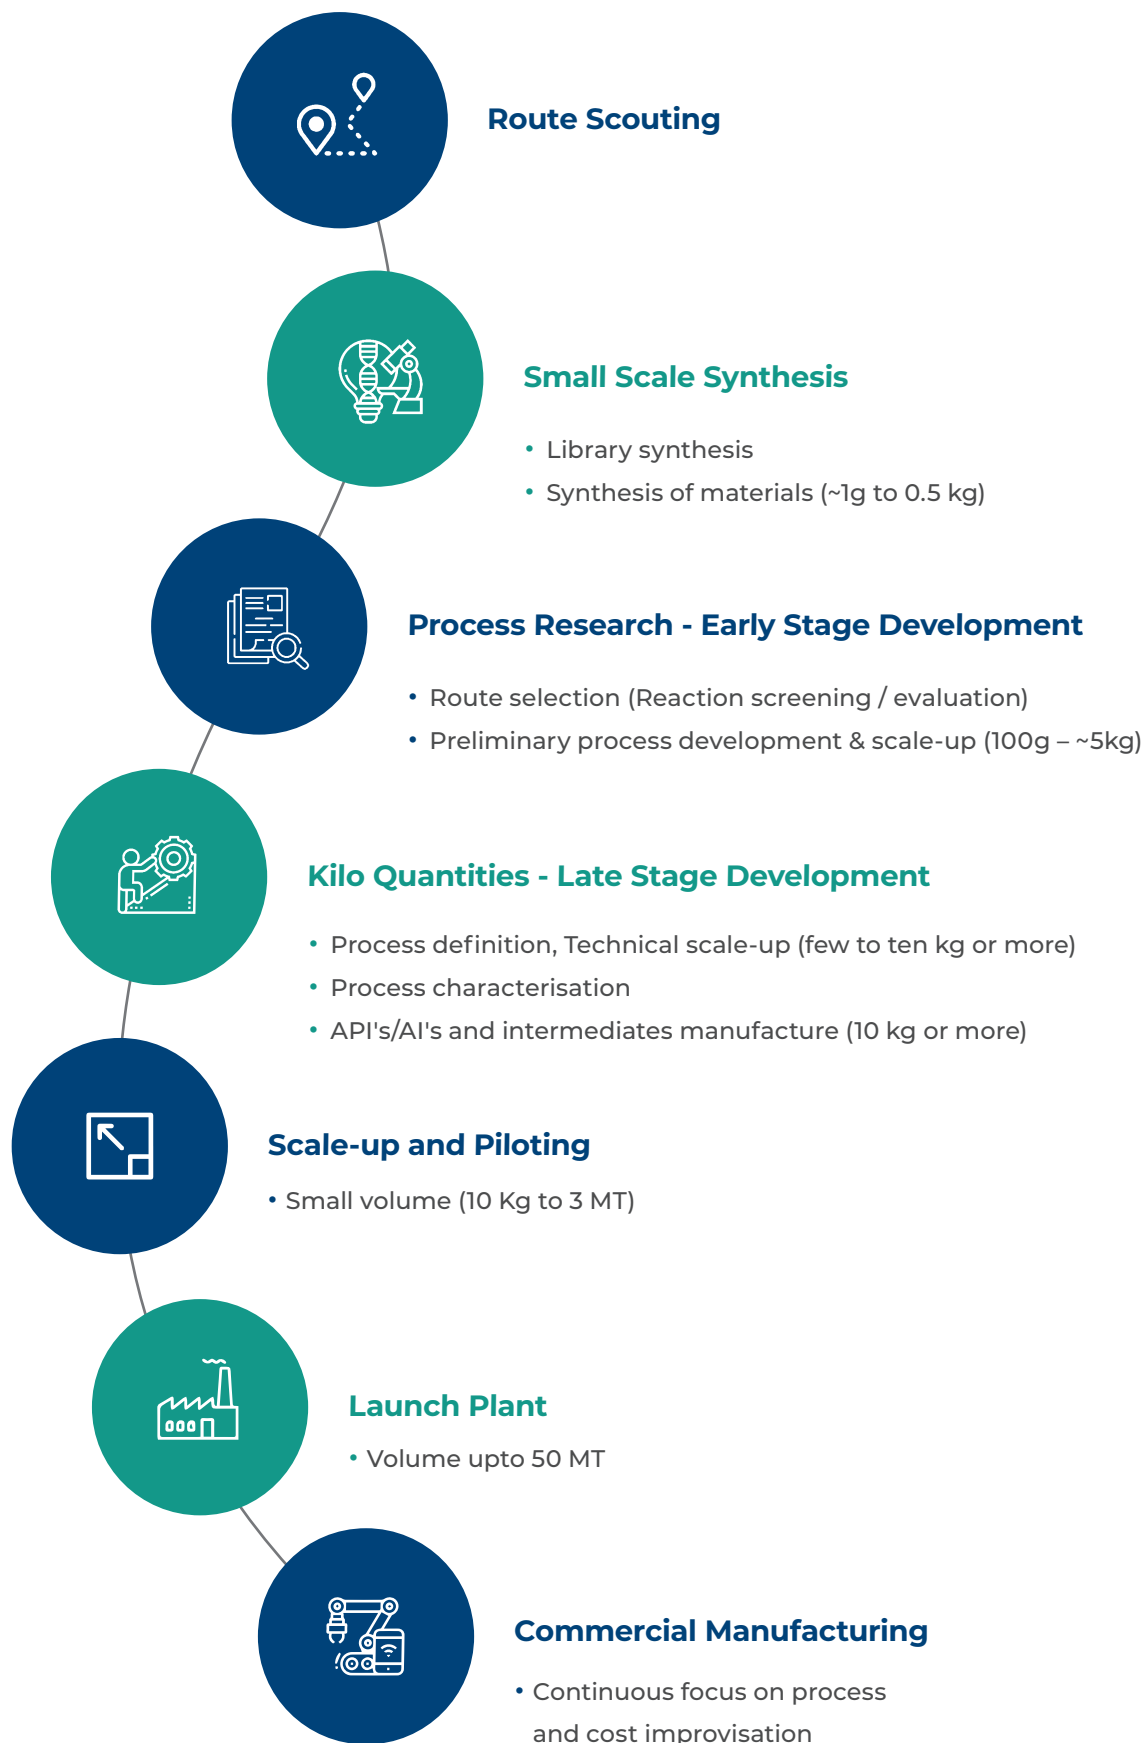 Route Scouting
Small Scale Synthesis
• Library synthesis
• Synthesis of materials (~1g to 0.5 kg)
Process Research - Early Stage Development
• Route selection (Reaction screening / evaluation)
• Preliminary process development & scale-up (100g – ~5kg)
Kilo Quantities - Late Stage Development
• Process definition, Technical scale-up (few to ten kg or more)
• Process characterisation
• API's/AI's and intermediates manufacture (10 kg or more)
Scale-up and Piloting
• Small volume (10 Kg to 3 MT)
Launch Plant
• Volume upto 50 MT
Commercial Manufacturing
• Continuous focus on process
and cost improvisation